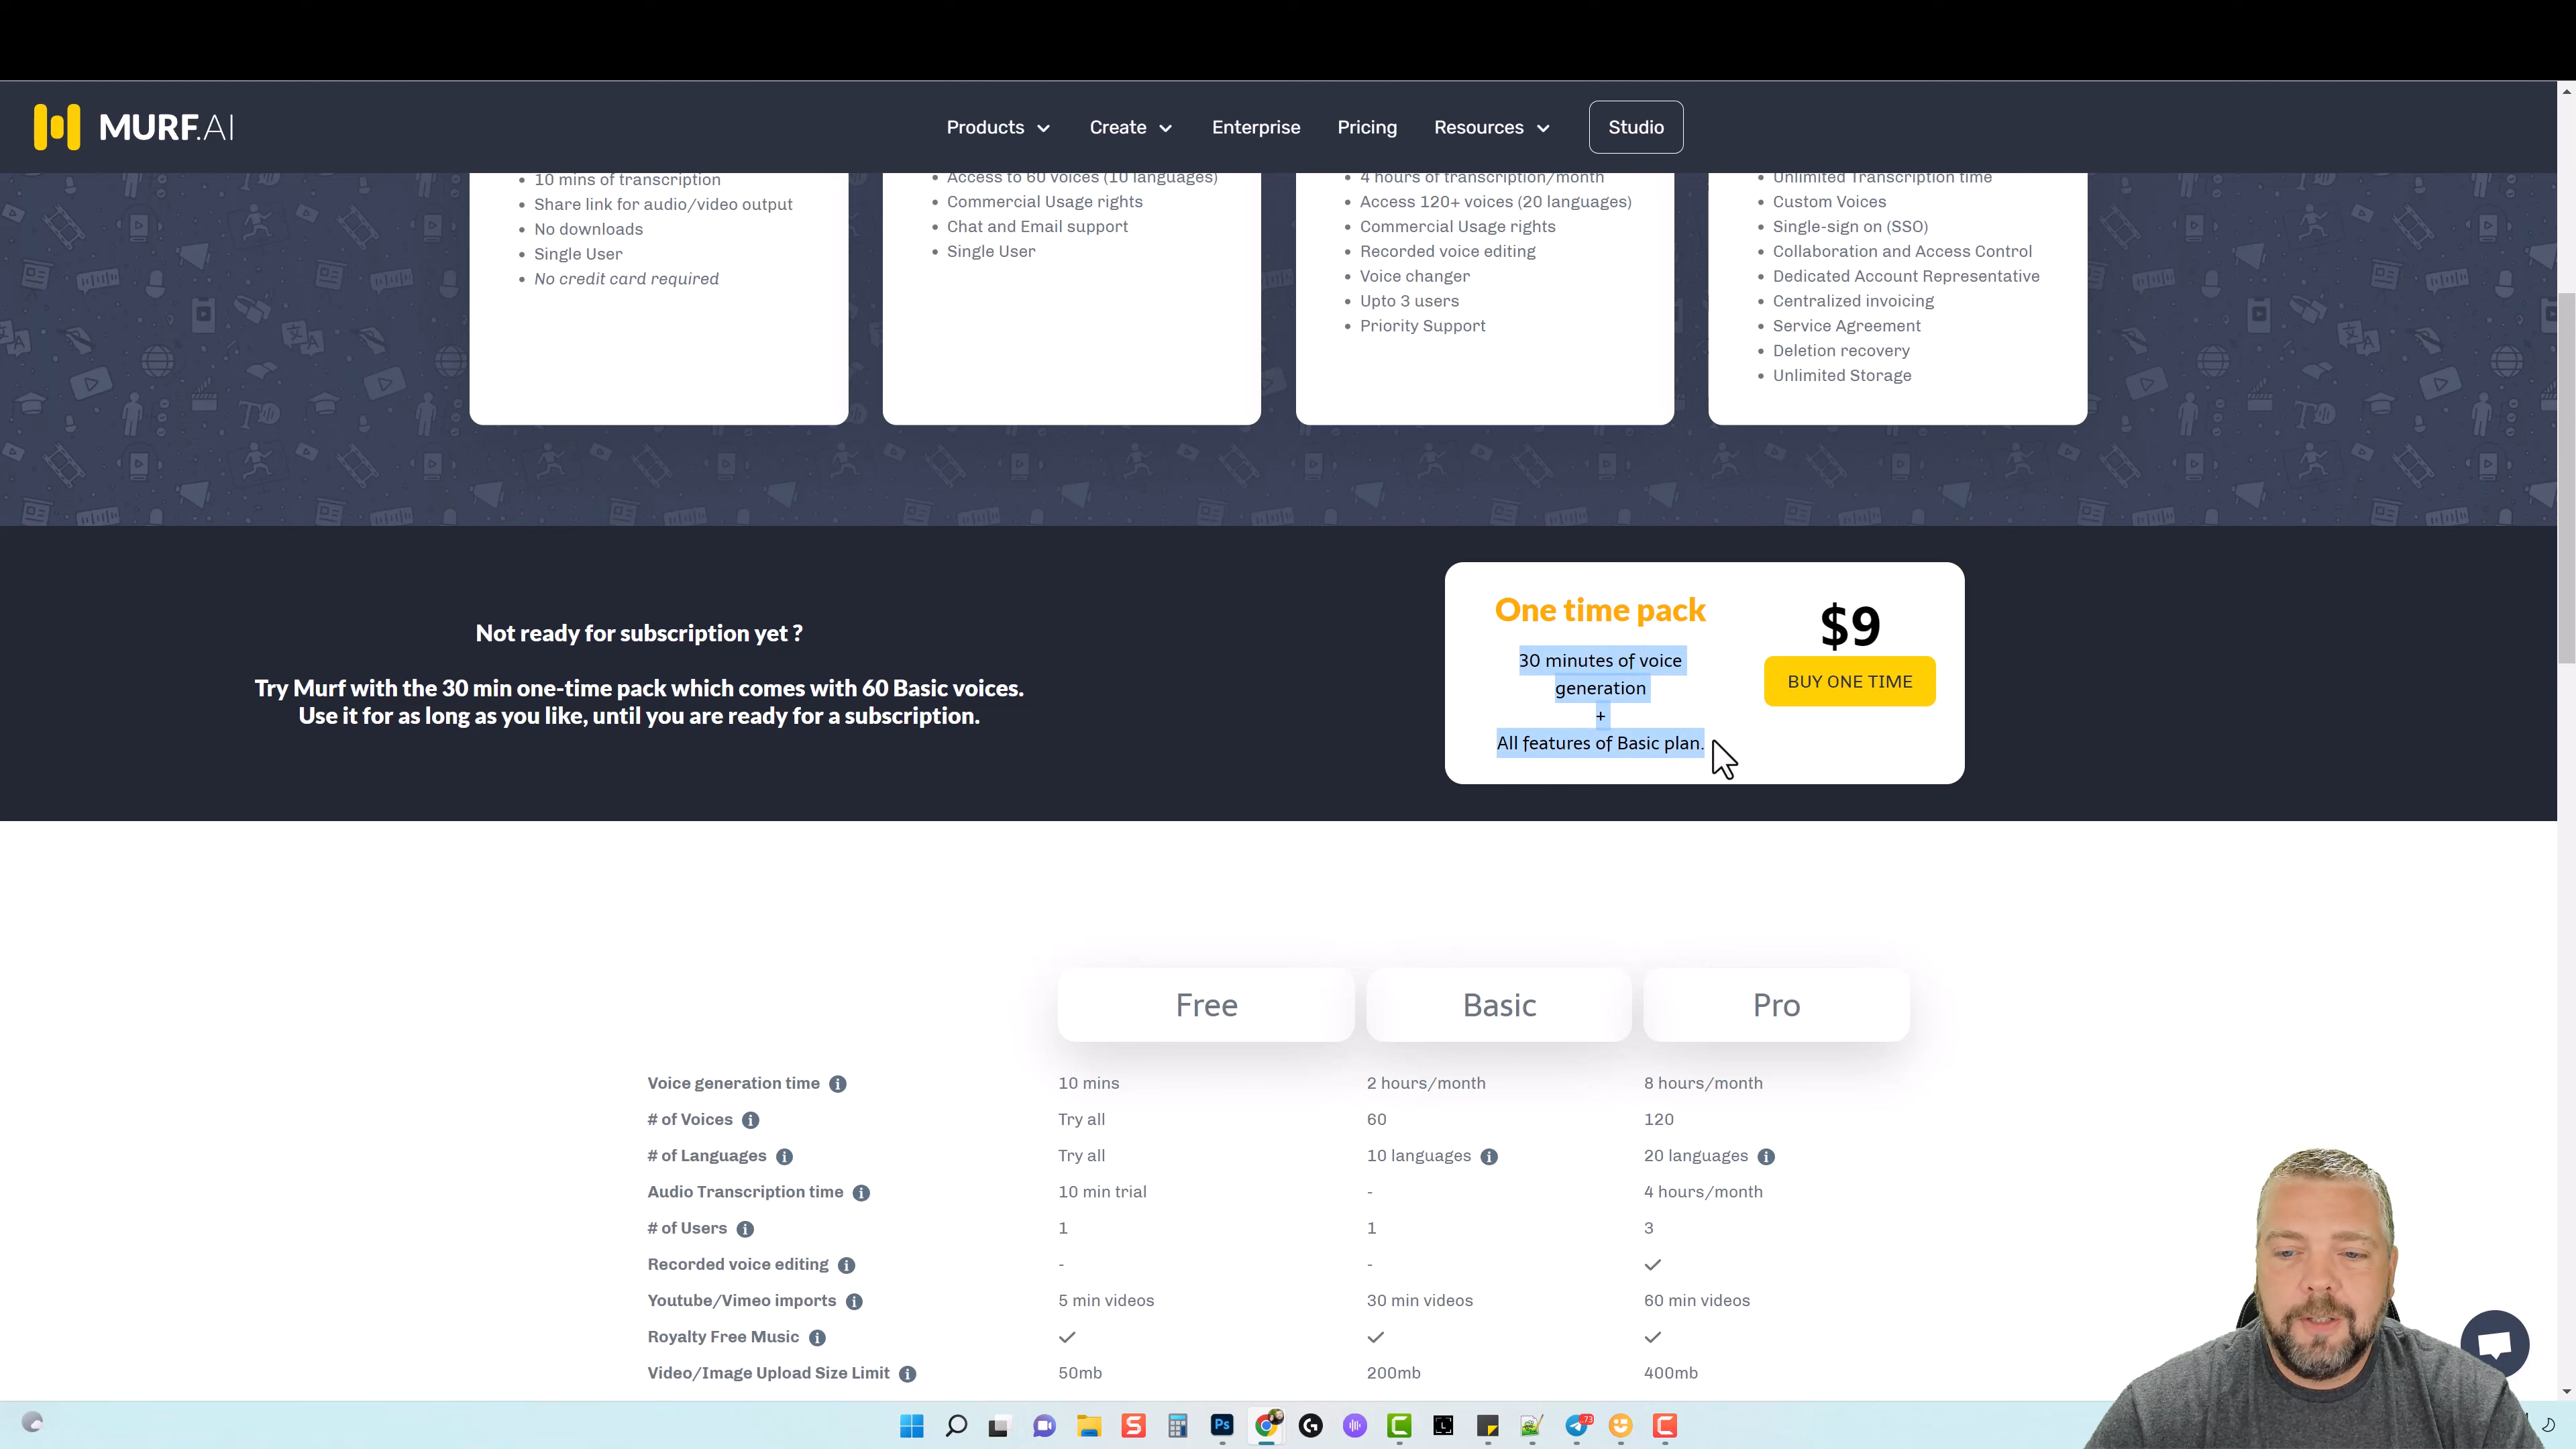 MURF.AI
Products
Create
Enterprise
Pricing
Resources
Studio
10 mins of transcription
Share link for audio/video output
No downloads
Single User
No credit card required
Access to 60 voices (10 languages)
Commercial Usage rights
Chat and Email support
Single User
4 hours of transcription/month
Access 120+ voices (20 languages)
Commercial Usage rights
Recorded voice editing
Voice changer
Upto 3 users
Priority Support
Unlimited Transcription time
Custom Voices
Single-sign on (SSO)
Collaboration and Access Control
Dedicated Account Representative
Centralized invoicing
Service Agreement
Deletion recovery
Unlimited Storage
Not ready for subscription yet ?
Try Murf with the 30 min one-time pack which comes with 60 Basic voices.
Use it for as long as you like, until you are ready for a subscription.
One time pack
30 minutes of voice
generation
+
All features of Basic plan.
$9
BUY ONE TIME
Free Basic Pro
Voice generation time 10 mins 2 hours/month 8 hours/month
# of Voices Try all 60 120
# of Languages Try all 10 languages 20 languages
Audio Transcription time 10 min trial - 4 hours/month
# of Users 1 1 3
Recorded voice editing - -
Youtube/Vimeo imports 5 min videos 30 min videos 60 min videos
Royalty Free Music
Video/Image Upload Size Limit 50mb 200mb 400mb
S
Ps
G
C
L
73
C